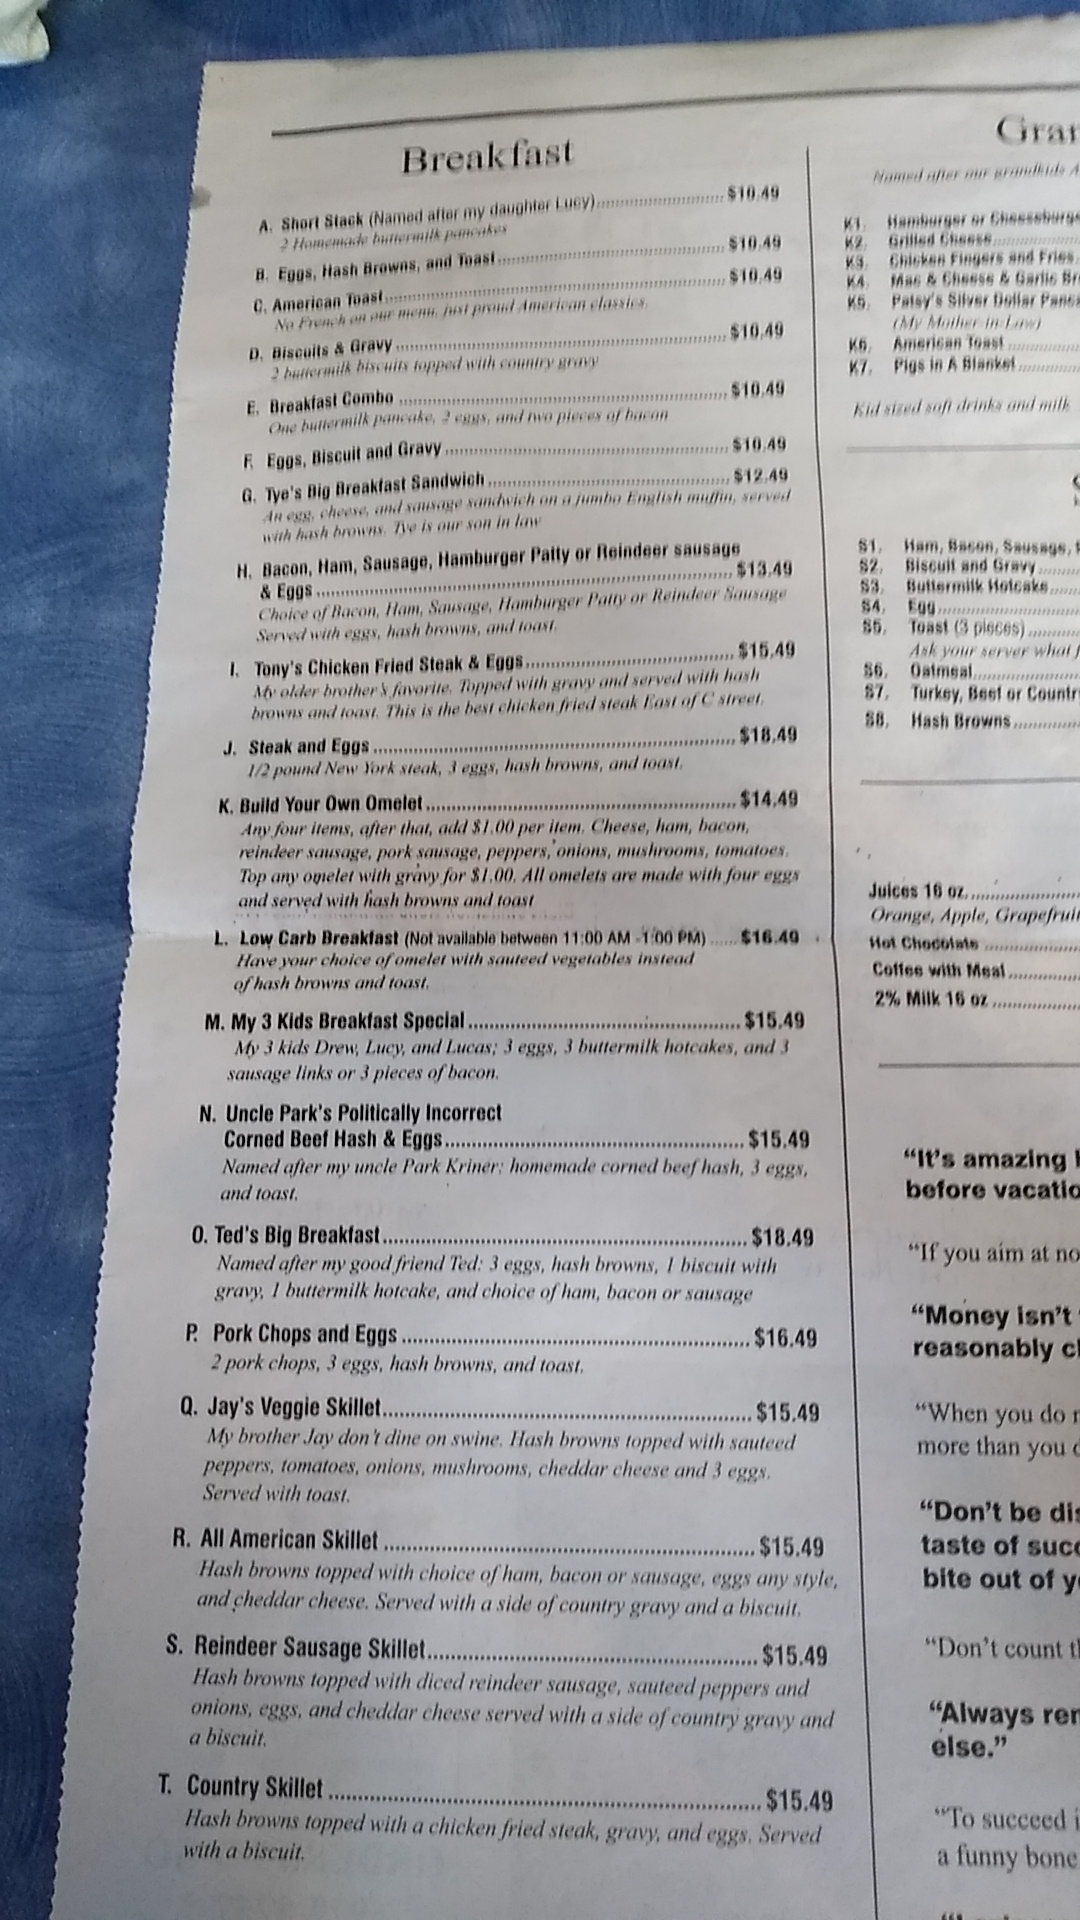 Breakfast
A. Short Stack (Named after my daughter Lucy)..........$10.49
2 Homemade buttermilk pancakes
B. Eggs, Hash Browns, and Toast..........$10.49
C. American Toast..........$10.49
No French on our menu, just proud American classics.
D. Biscuits & Gravy..........$10.49
2 buttermilk biscuits topped with country gravy
E. Breakfast Combo..........$10.49
One buttermilk pancake, 2 eggs, and two pieces of bacon
F. Eggs, Biscuit and Gravy..........$10.49
G. Tye's Big Breakfast Sandwich..........$12.49
An egg, cheese, and sausage sandwich on a jumbo English muffin, served
with hash browns. Tye is our son in law
H. Bacon, Ham, Sausage, Hamburger Patty or Reindeer sausage
& Eggs..........$13.49
Choice of Bacon, Ham, Sausage, Hamburger Patty or Reindeer Sausage
Served with eggs, hash browns, and toast.
I. Tony's Chicken Fried Steak & Eggs..........$15.49
My older brother's favorite. Topped with gravy and served with hash
browns and toast. This is the best chicken fried steak East of C street.
J. Steak and Eggs..........$18.49
1/2 pound New York steak, 3 eggs, hash browns, and toast.
K. Build Your Own Omelet..........$14.49
Any four items, after that, add $1.00 per item. Cheese, ham, bacon,
reindeer sausage, pork sausage, peppers, onions, mushrooms, tomatoes.
Top any omelet with gravy for $1.00. All omelets are made with four eggs
and served with hash browns and toast
L. Low Carb Breakfast (Not available between 11:00 AM -1:00 PM)......$16.49
Have your choice of omelet with sauteed vegetables instead
of hash browns and toast.
M. My 3 Kids Breakfast Special..........$15.49
My 3 kids Drew, Lucy, and Lucas; 3 eggs, 3 buttermilk hotcakes, and 3
sausage links or 3 pieces of bacon.
N. Uncle Park's Politically Incorrect
Corned Beef Hash & Eggs..........$15.49
Named after my uncle Park Kriner; homemade corned beef hash, 3 eggs,
and toast.
O. Ted's Big Breakfast..........$18.49
Named after my good friend Ted: 3 eggs, hash browns, 1 biscuit with
gravy, 1 buttermilk hotcake, and choice of ham, bacon or sausage
P. Pork Chops and Eggs..........$16.49
2 pork chops, 3 eggs, hash browns, and toast.
Q. Jay's Veggie Skillet..........$15.49
My brother Jay don't dine on swine. Hash browns topped with sauteed
peppers, tomatoes, onions, mushrooms, cheddar cheese and 3 eggs.
Served with toast.
R. All American Skillet..........$15.49
Hash browns topped with choice of ham, bacon or sausage, eggs any style,
and cheddar cheese. Served with a side of country gravy and a biscuit.
S. Reindeer Sausage Skillet..........$15.49
Hash browns topped with diced reindeer sausage, sauteed peppers and
onions, eggs, and cheddar cheese served with a side of country gravy and
a biscuit.
T. Country Skillet..........$15.49
Hash browns topped with a chicken fried steak, gravy, and eggs. Served
with a biscuit.
Gran
Named after our grandkids
K1. Hamburger or Cheeseburge
K2. Grilled Cheese
K3. Chicken Fingers and Fries
K4. Mac & Cheese & Garlic Br
K5. Patsy's Silver Dollar Panca
(My Mother-in-Law)
K6. American Toast
K7. Pigs in A Blanket
Kid sized soft drinks and milk
S1. Ham, Bacon, Sausage,
S2. Biscuit and Gravy
S3. Buttermilk Hotcake
S4. Egg
S5. Toast (3 pieces)
Ask your server what
S6. Oatmeal
S7. Turkey, Beef or Countr
S8. Hash Browns
Juices 16 oz.
Orange, Apple, Grapefruit
Hot Chocolate
Coffee with Meal
2% Milk 16 oz
"It's amazing
before vacatio
"If you aim at no
"Money isn't
reasonably cl
"When you do
more than you
"Don't be dis
taste of succ
bite out of y
"Don't count t
"Always rem
else."
"To succeed i
a funny bone